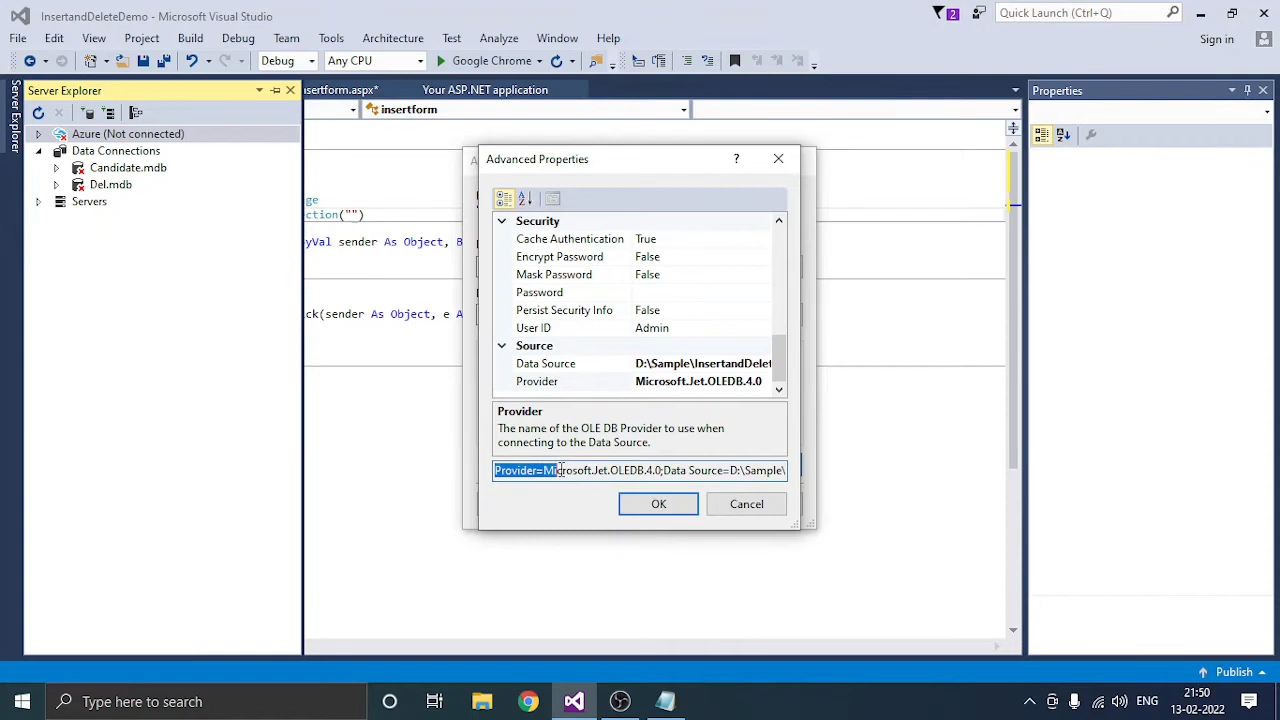 InsertandDeleteDemo - Microsoft Visual Studio
2
Quick Launch (Ctrl+Q)
File Edit View Project Build Debug Team Tools Architecture Test Analyze Window Help
Sign in
Debug Any CPU Google Chrome
Server Explorer
Server Explorer
nsertform.aspx* Your ASP.NET application
Properties
insertform
Azure (Not connected)
Data Connections
Candidate.mdb
Del.mdb
Servers
A
ge
ction("")
yVal sender As Object, B
ck(sender As Object, e A
Advanced Properties
?
Security
Cache Authentication True
Encrypt Password False
Mask Password False
Password
Persist Security Info False
User ID Admin
Source
Data Source D:\Sample\InsertandDelet
Provider Microsoft.Jet.OLEDB.4.0
Provider
The name of the OLE DB Provider to use when
connecting to the Data Source.
Provider=Microsoft.Jet.OLEDB.4.0;Data Source=D:\Sample\
OK Cancel
Publish
Type here to search
ENG
21:50
13-02-2022